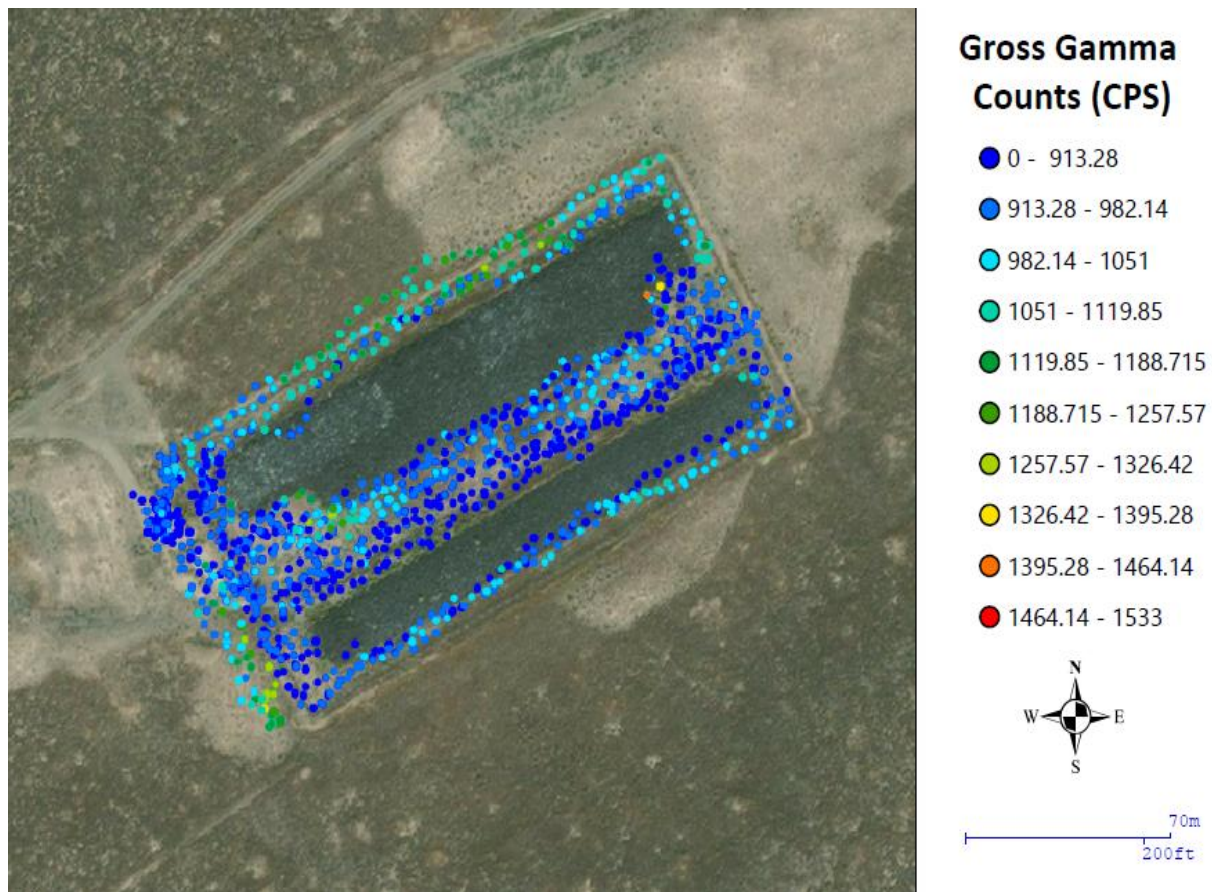 Gross Gamma
Counts (CPS)
0 - 913.28
913.28 - 982.14
982.14 - 1051
1051 - 1119.85
1119.85 - 1188.715
1188.715 - 1257.57
1257.57 - 1326.42
1326.42 - 1395.28
1395.28 - 1464.14
1464.14 - 1533
N
W E
S
70m
200ft